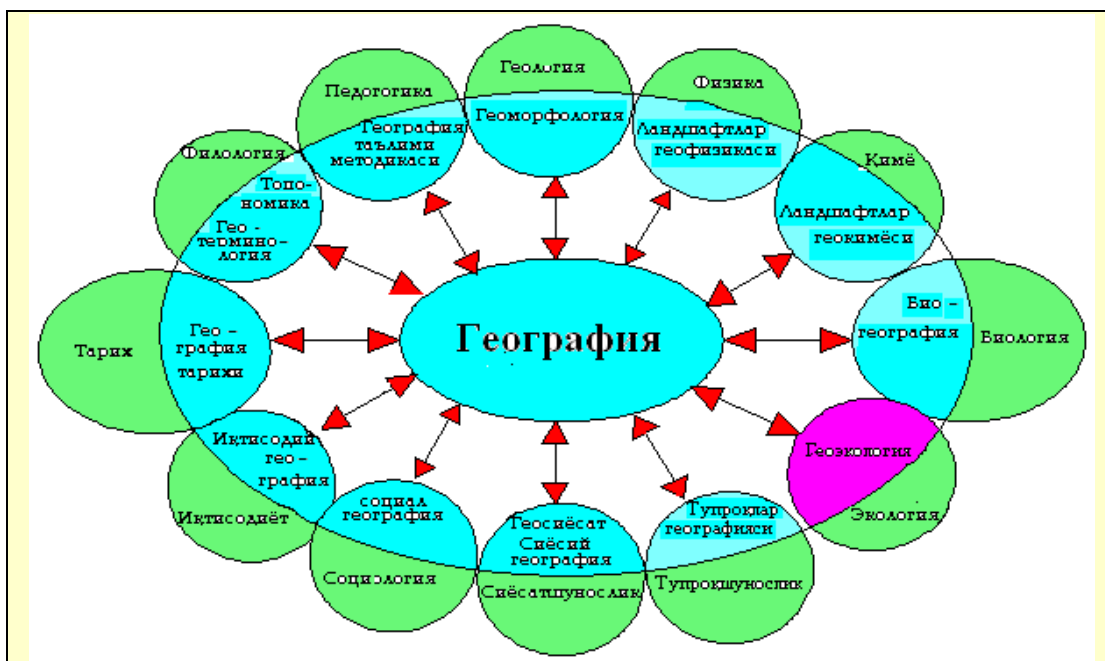 Геология
Геоморфология
Физика
Ландшафтлар
геофизикаси
Қимё
Ландшафтлар
геокимёси
Био –
география
Биология
Геоэкология
Экология
Тупроқлар
географияси
Тупроқшунослик
Геосиёсат
Сиёсий
география
Сиёсатшунослик
социал
география
Социология
Иқтисодий
гео –
графия
Иқтисодиёт
Гео –
графия
тарихи
Тарих
Филология
Топо-
номика
Гео -
термино-
логия
Педогогика
География
таълими
методикаси
География